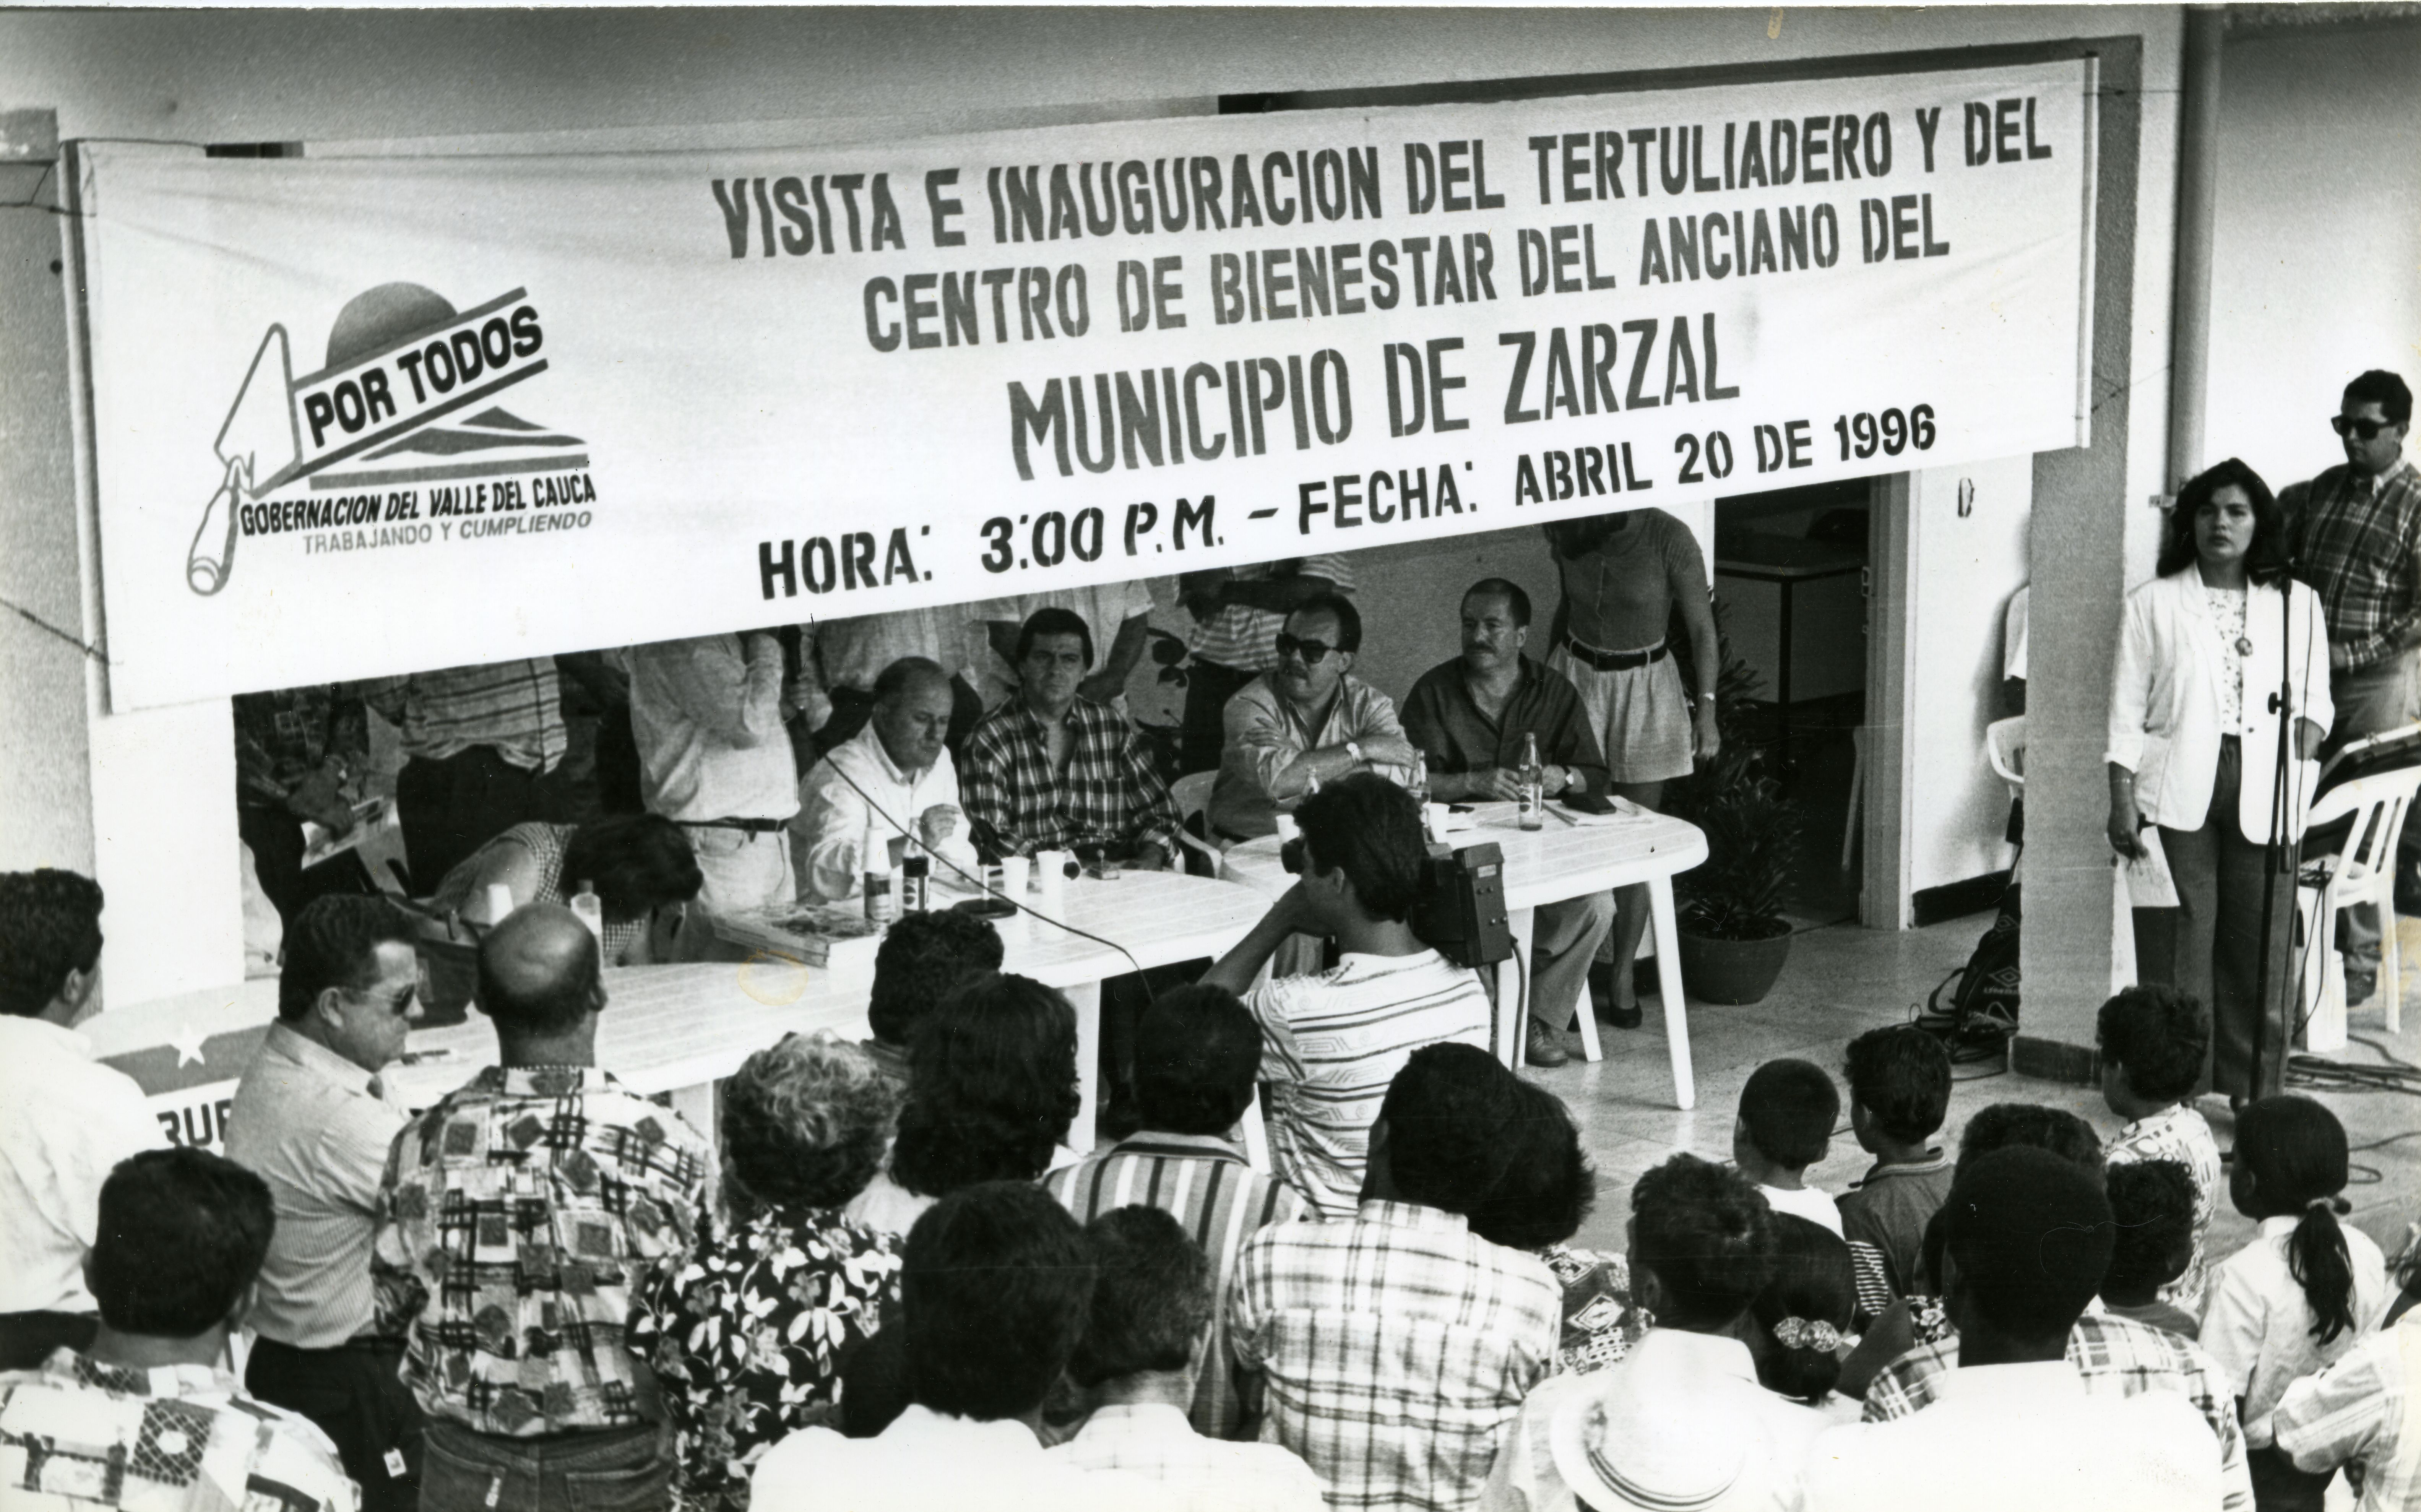 VISITA E INAUGURACION DEL TERTULIADERO Y DEL
CENTRO DE BIENESTAR DEL ANCIANO DEL
MUNICIPIO DE ZARZAL
HORA: 3:00 P.M. - FECHA: ABRIL 20 DE 1996
POR TODOS
GOBERNACION DEL VALLE DEL CAUCA
TRABAJANDO Y CUMPLIENDO